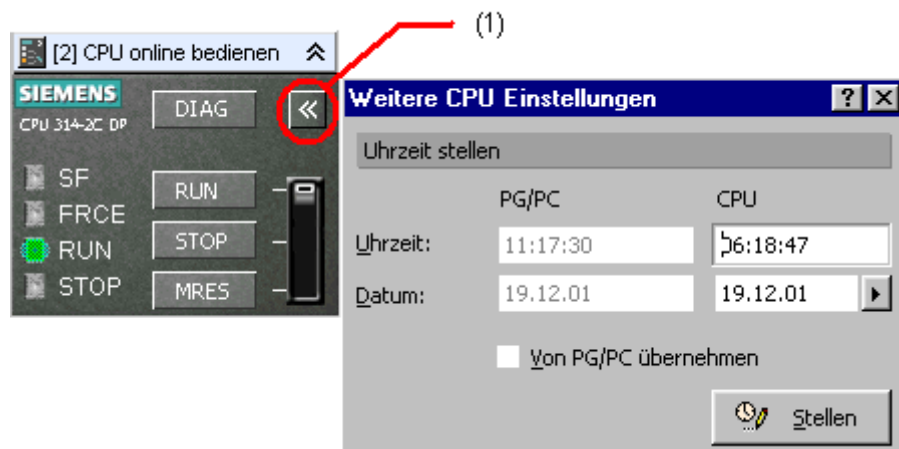 (1)
[2] CPU online bedienen
SIEMENS
CPU 314-2C DP
DIAG
SF
FRCE
RUN
STOP
RUN
STOP
MRES
Weitere CPU Einstellungen
Uhrzeit stellen
PG/PC CPU
Uhrzeit: 11:17:30
Datum: 19.12.01 19.12.01
Von PG/PC übernehmen
Stellen